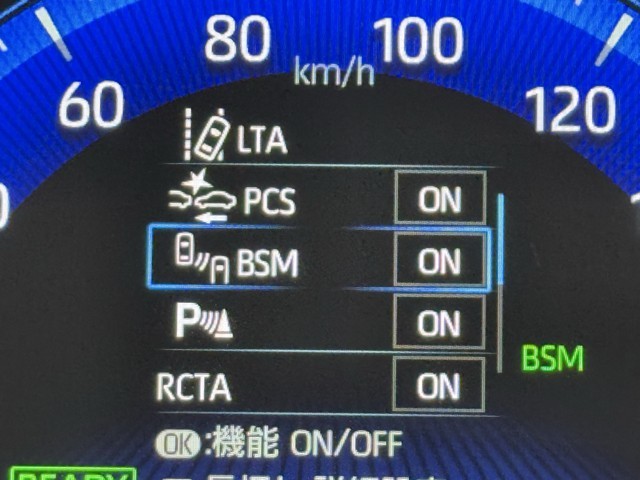 80 100
km/h
60 120
LTA
PCS ON
BSM ON
P ON
BSM
RCTA ON
OK:機能 ON/OFF
READY